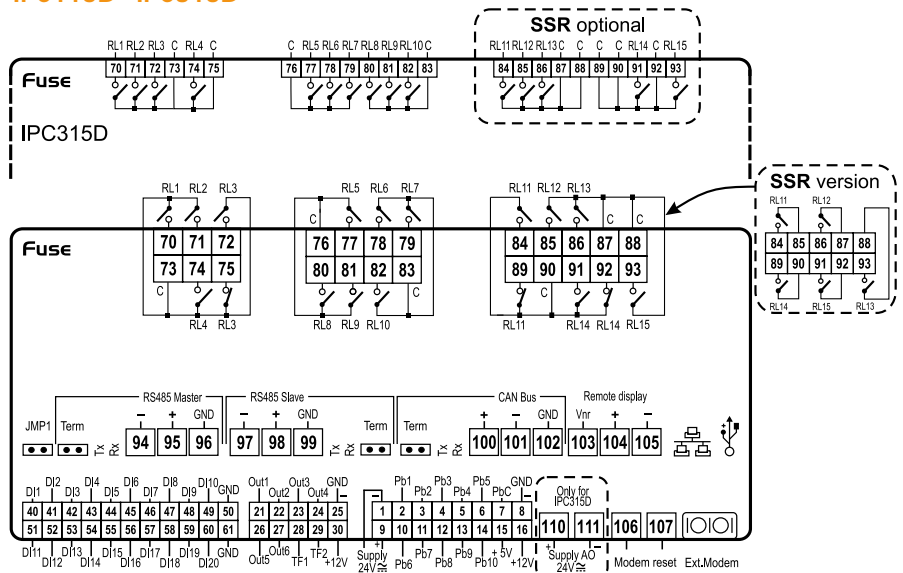 SSR optional
RL1 RL2 RL3 C RL4 C C RL5 RL6 RL7 RL8 RL9 RL10 C RL11 RL12 RL13 C C C C RL14 C RL15
70 71 72 73 74 75 76 77 78 79 80 81 82 83 84 85 86 87 88 89 90 91 92 93
Fuse
IPC315D
SSR version
RL1 RL2 RL3 RL5 RL6 RL7 RL11 RL12 RL13
RL11 RL12
C C C
70 71 72 76 77 78 79 84 85 86 87 88
84 85 86 87 88
Fuse
73 74 75 80 81 82 83 89 90 91 92 93
89 90 91 92 93
C C C
RL4 RL3 RL8 RL9 RL10 RL11 RL14 RL14 RL15
RL14 RL15 RL13
RS485 Master RS485 Slave CAN Bus Remote display
JMP1 Term − + GND − + GND Term Term + − GND Vnr + −
Tx Rx 94 95 96 97 98 99 Tx Rx Tx Rx 100 101 102 103 104 105
DI1 DI2 DI3 DI4 DI5 DI6 DI7 DI8 DI9 DI10 GND Out1 Out2 Out3 Out4 GND − − Pb1 Pb2 Pb3 Pb4 Pb5 PbC GND −
Only for
IPC315D
40 41 42 43 44 45 46 47 48 49 50 21 22 23 24 25 1 2 3 4 5 6 7 8
51 52 53 54 55 56 57 58 59 60 61 26 27 28 29 30 9 10 11 12 13 14 15 16
110 111 106 107
DI11 DI12 DI13 DI14 DI15 DI16 DI17 DI18 DI19 DI20 GND Out5 Out6 TF1 TF2 +12V + Supply Pb6 Pb7 Pb8 Pb9 Pb10 + 5V +12V + Supply AO − Modem reset Ext.Modem
24V≂ 24V≂